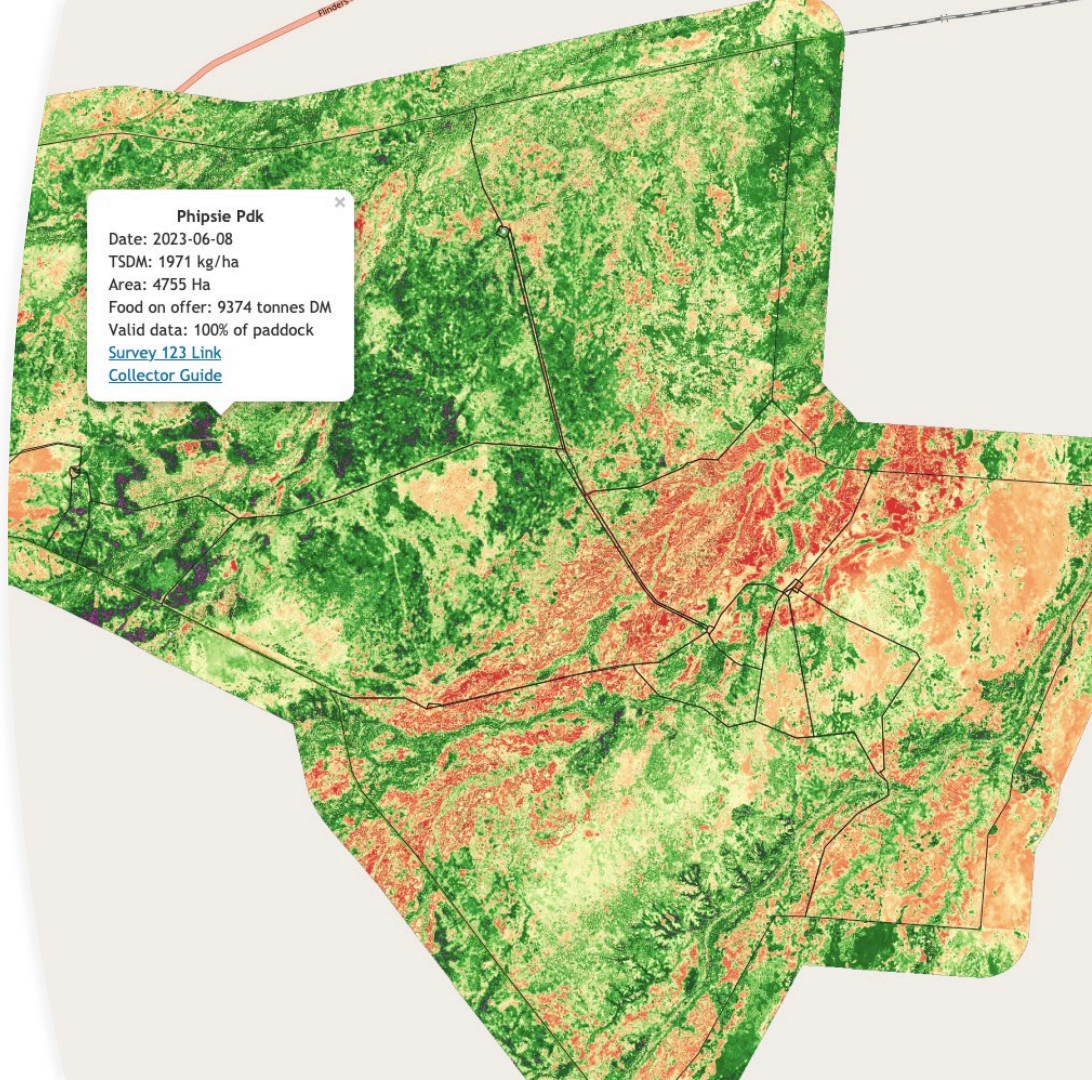 Flinders
×
Phipsie Pdk
Date: 2023-06-08
TSDM: 1971 kg/ha
Area: 4755 Ha
Food on offer: 9374 tonnes DM
Valid data: 100% of paddock
Survey 123 Link
Collector Guide